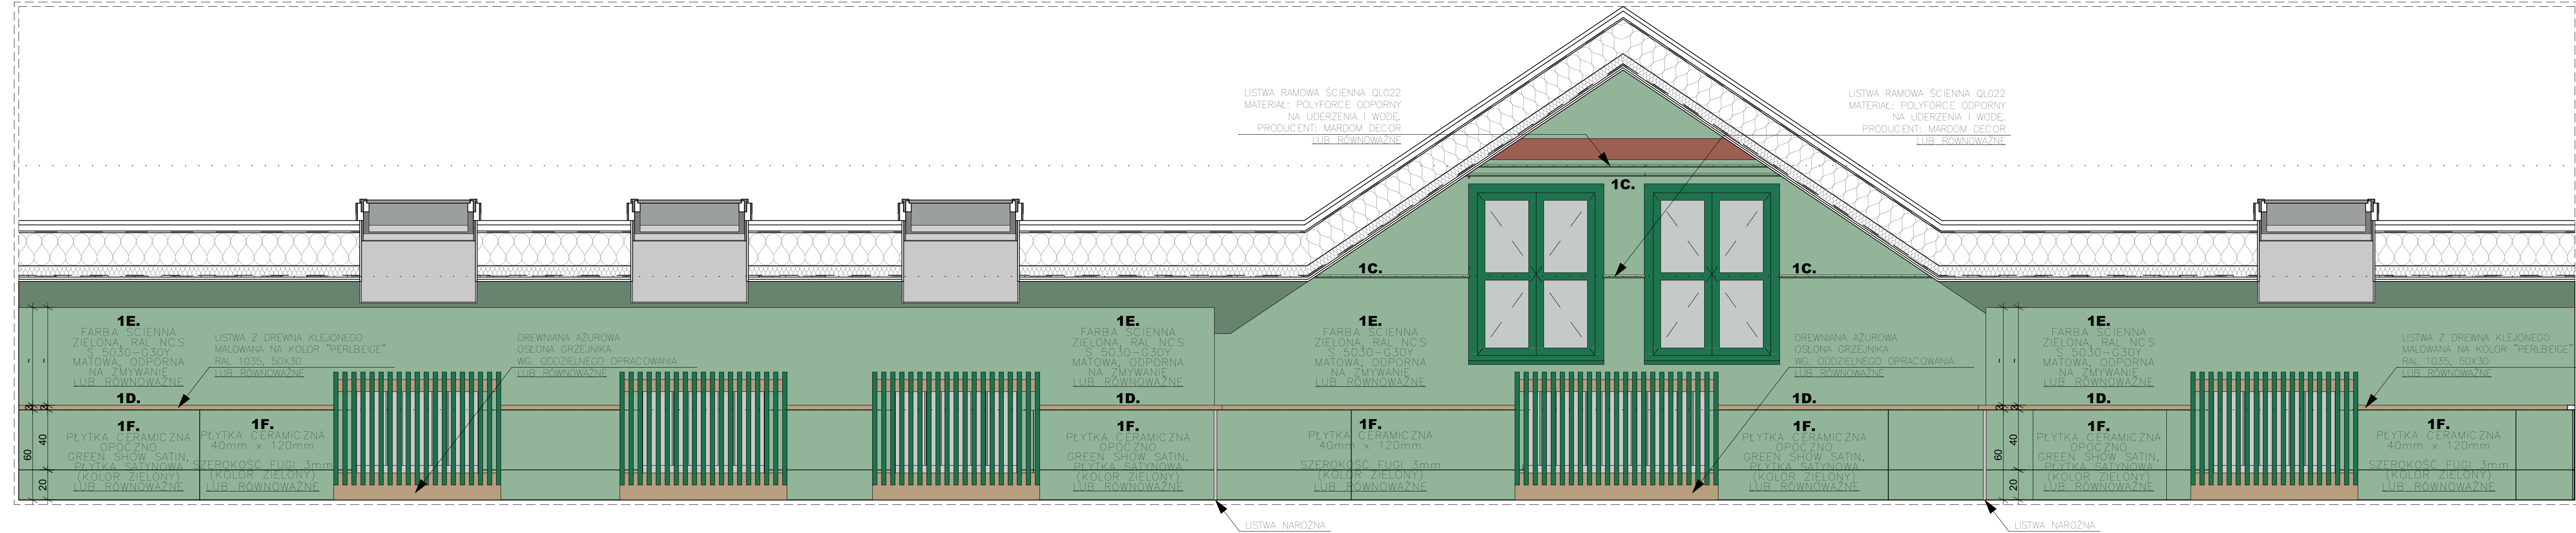 LISTWA RAMOWA ŚCIENNA QL022
MATERIAŁ: POLYFORCE ODPORNY
NA UDERZENIA I WODĘ.
PRODUCENT: MARDOM DECOR
LUB RÓWNOWAŻNE
LISTWA RAMOWA ŚCIENNA QL022
MATERIAŁ: POLYFORCE ODPORNY
NA UDERZENIA I WODĘ.
PRODUCENT: MARDOM DECOR
LUB RÓWNOWAŻNE
1C.
1C.
1C.
1E.
FARBA ŚCIENNA
ZIELONA, RAL NCS
S 5030-G30Y
MATOWA, ODPORNA
NA ZMYWANIE
LUB RÓWNOWAŻNE
LISTWA Z DREWNA KLEJONEGO
MALOWANA NA KOLOR "PERLBEIGE"
RAL 1035, 50X30
LUB RÓWNOWAŻNE
DREWNIANA AŻUROWA
OSŁONA GRZEJNIKA
WG. ODDZIELNEGO OPRACOWANIA
LUB RÓWNOWAŻNE
1E.
FARBA ŚCIENNA
ZIELONA, RAL NCS
S 5030-G30Y
MATOWA, ODPORNA
NA ZMYWANIE
LUB RÓWNOWAŻNE
1E.
FARBA ŚCIENNA
ZIELONA, RAL NCS
S 5030-G30Y
MATOWA, ODPORNA
NA ZMYWANIE
LUB RÓWNOWAŻNE
DREWNIANA AŻUROWA
OSŁONA GRZEJNIKA
WG. ODDZIELNEGO OPRACOWANIA
LUB RÓWNOWAŻNE
1E.
FARBA ŚCIENNA
ZIELONA, RAL NCS
S 5030-G30Y
MATOWA, ODPORNA
NA ZMYWANIE
LUB RÓWNOWAŻNE
LISTWA Z DREWNA KLEJONEGO
MALOWANA NA KOLOR "PERLBEIGE"
RAL 1035, 50X30
LUB RÓWNOWAŻNE
1D.
1D.
1D.
1D.
3
3
3
3
60
40
20
1F.
PŁYTKA CERAMICZNA
OPOCZNO
GREEN SHOW SATIN,
PŁYTKA SATYNOWA
(KOLOR ZIELONY)
LUB RÓWNOWAŻNE
1F.
PŁYTKA CERAMICZNA
40mm x 120mm
SZEROKOŚĆ FUGI 3mm
(KOLOR ZIELONY)
LUB RÓWNOWAŻNE
1F.
PŁYTKA CERAMICZNA
OPOCZNO
GREEN SHOW SATIN,
PŁYTKA SATYNOWA
(KOLOR ZIELONY)
LUB RÓWNOWAŻNE
1F.
PŁYTKA CERAMICZNA
40mm x 120mm
SZEROKOŚĆ FUGI 3mm
(KOLOR ZIELONY)
LUB RÓWNOWAŻNE
1F.
PŁYTKA CERAMICZNA
OPOCZNO
GREEN SHOW SATIN,
PŁYTKA SATYNOWA
(KOLOR ZIELONY)
LUB RÓWNOWAŻNE
60
40
20
1F.
PŁYTKA CERAMICZNA
OPOCZNO
GREEN SHOW SATIN,
PŁYTKA SATYNOWA
(KOLOR ZIELONY)
LUB RÓWNOWAŻNE
1F.
PŁYTKA CERAMICZNA
40mm x 120mm
SZEROKOŚĆ FUGI 3mm
(KOLOR ZIELONY)
LUB RÓWNOWAŻNE
LISTWA NAROŻNA
LISTWA NAROŻNA